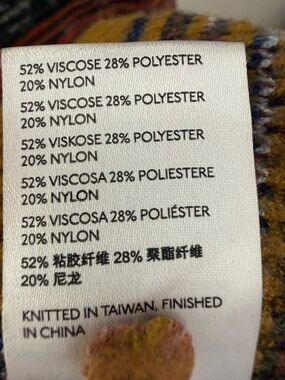 52% VISCOSE 28% POLYESTER
20% NYLON
52% VISCOSE 28% POLYESTER
20% NYLON
52% VISKOSE 28% POLYESTER
20% NYLON
52% VISCOSA 28% POLIESTERE
20% NYLON
52% VISCOSA 28% POLIÉSTER
20% NYLON
52% 粘胶纤维 28% 聚酯纤维
20% 尼龙
KNITTED IN TAIWAN, FINISHED
IN CHINA